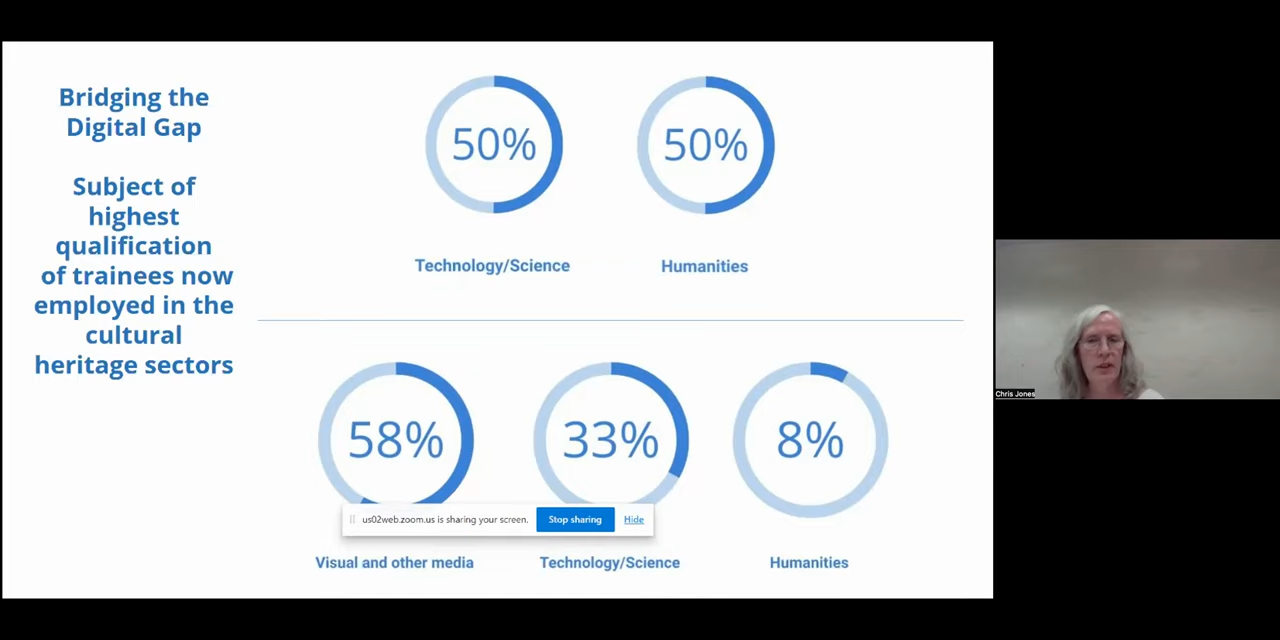 Bridging the
Digital Gap
Subject of
highest
qualification
of trainees now
employed in the
cultural
heritage sectors
50%
50%
Technology/Science
Humanities
58%
33%
8%
us02web.zoom.us is sharing your screen.
Stop sharing
Hide
Visual and other media
Technology/Science
Humanities
Chris Jones